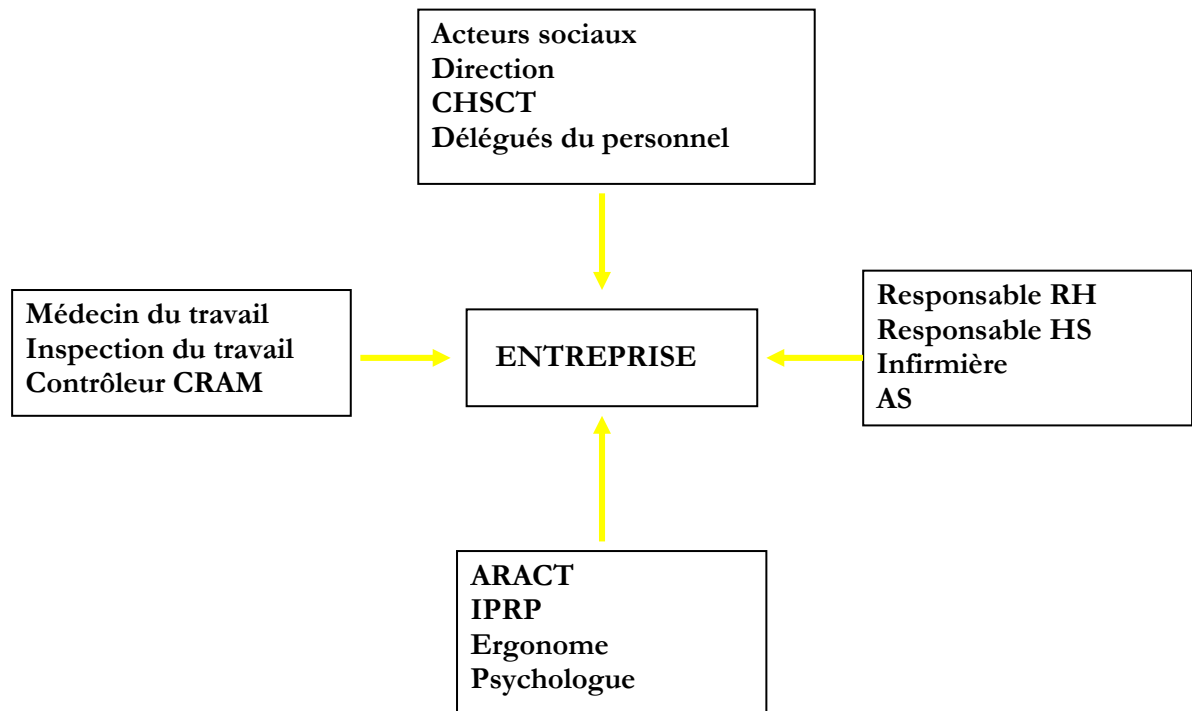 Acteurs sociaux
Direction
CHSCT
Délégués du personnel
Médecin du travail
Inspection du travail
Contrôleur CRAM
ENTREPRISE
Responsable RH
Responsable HS
Infirmière
AS
ARACT
IPRP
Ergonome
Psychologue